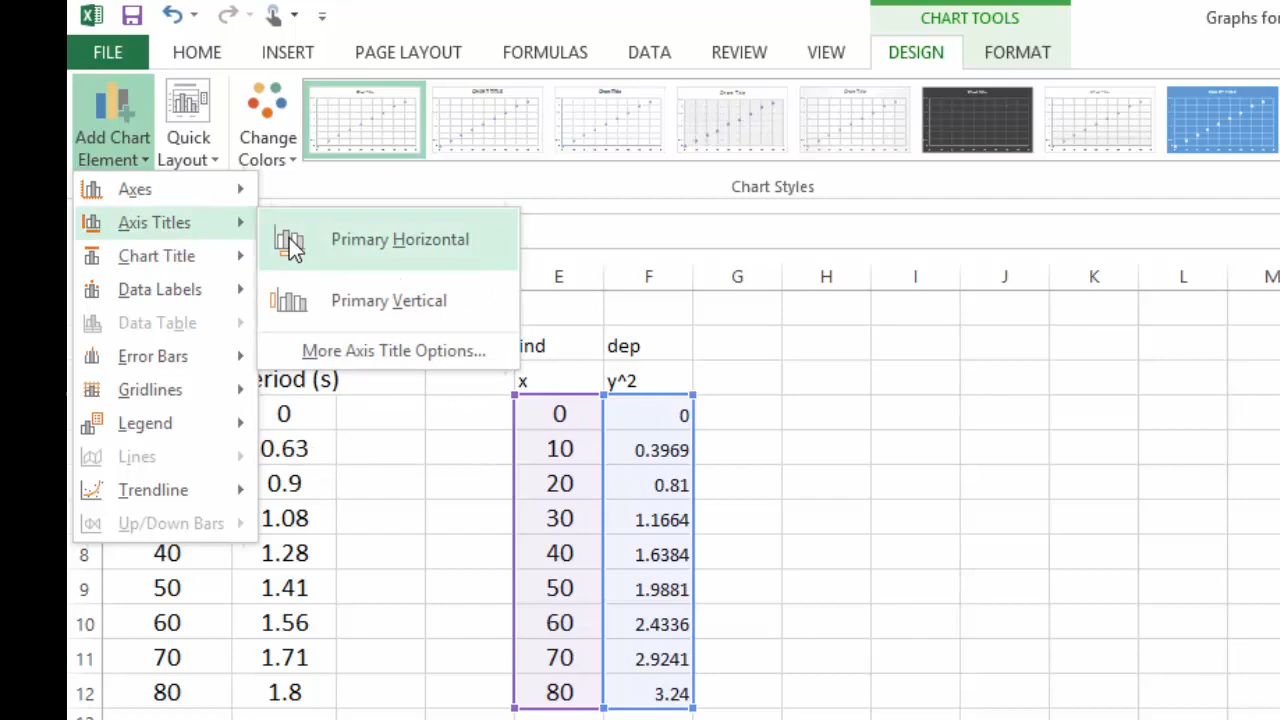 CHART TOOLS
Graphs for
FILE HOME INSERT PAGE LAYOUT FORMULAS DATA REVIEW VIEW DESIGN FORMAT
Add Chart Element
Quick Layout
Change Colors
Chart Styles
Axes
Axis Titles
Chart Title
Data Labels
Data Table
Error Bars
Gridlines
Legend
Lines
Trendline
Up/Down Bars
Primary Horizontal
Primary Vertical
More Axis Title Options...
E F G H I J K L M
ind dep
eriod (s) x y^2
0 0 0
0.63 10 0.3969
0.9 20 0.81
1.08 30 1.1664
8 40 1.28 40 1.6384
9 50 1.41 50 1.9881
10 60 1.56 60 2.4336
11 70 1.71 70 2.9241
12 80 1.8 80 3.24